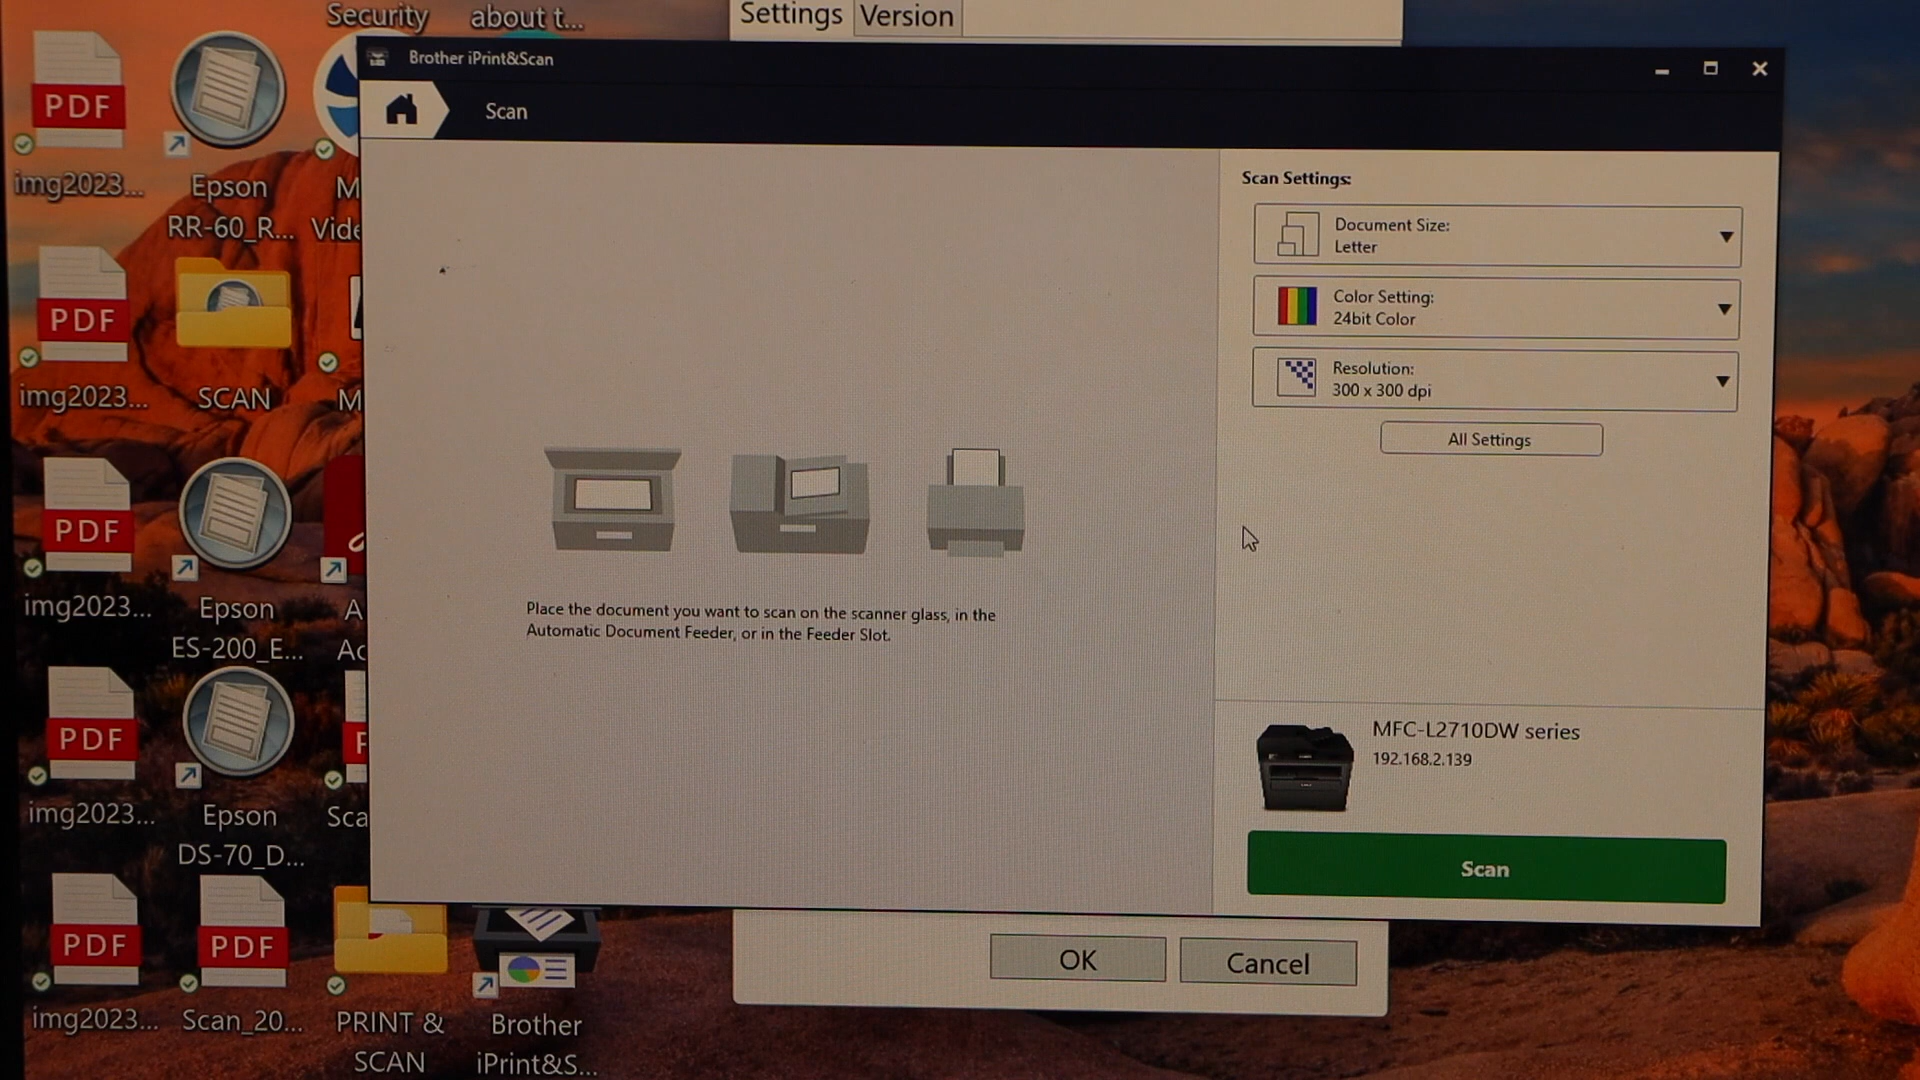 Security
about t...
Settings
Version
Brother iPrint&Scan
Scan
Scan Settings:
Document Size:
Letter
Color Setting:
24bit Color
Resolution:
300 x 300 dpi
All Settings
Place the document you want to scan on the scanner glass, in the
Automatic Document Feeder, or in the Feeder Slot.
MFC-L2710DW series
192.168.2.139
Scan
OK
Cancel
PDF
img2023...
Epson
RR-60_R...
M
Vide
PDF
img2023...
SCAN
M
PDF
img2023...
Epson
ES-200_E...
A
Ac
PDF
img2023...
Epson
DS-70_D...
Sca
PDF
img2023...
PDF
Scan_20...
PRINT &
SCAN
Brother
iPrint&S...